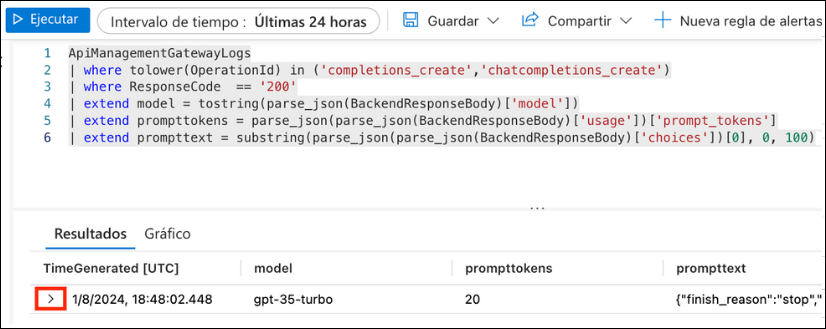 Ejecutar Intervalo de tiempo : Últimas 24 horas Guardar Compartir Nueva regla de alertas
1 ApiManagementGatewayLogs
2 | where tolower(OperationId) in ('completions_create','chatcompletions_create')
3 | where ResponseCode  == '200'
4 | extend model = tostring(parse_json(BackendResponseBody)['model'])
5 | extend prompttokens = parse_json(parse_json(BackendResponseBody)['usage'])['prompt_tokens']
6 | extend prompttext = substring(parse_json(parse_json(BackendResponseBody)['choices'])[0], 0, 100)
Resultados Gráfico
TimeGenerated [UTC] model prompttokens prompttext
1/8/2024, 18:48:02.448 gpt-35-turbo 20 {"finish_reason":"stop","